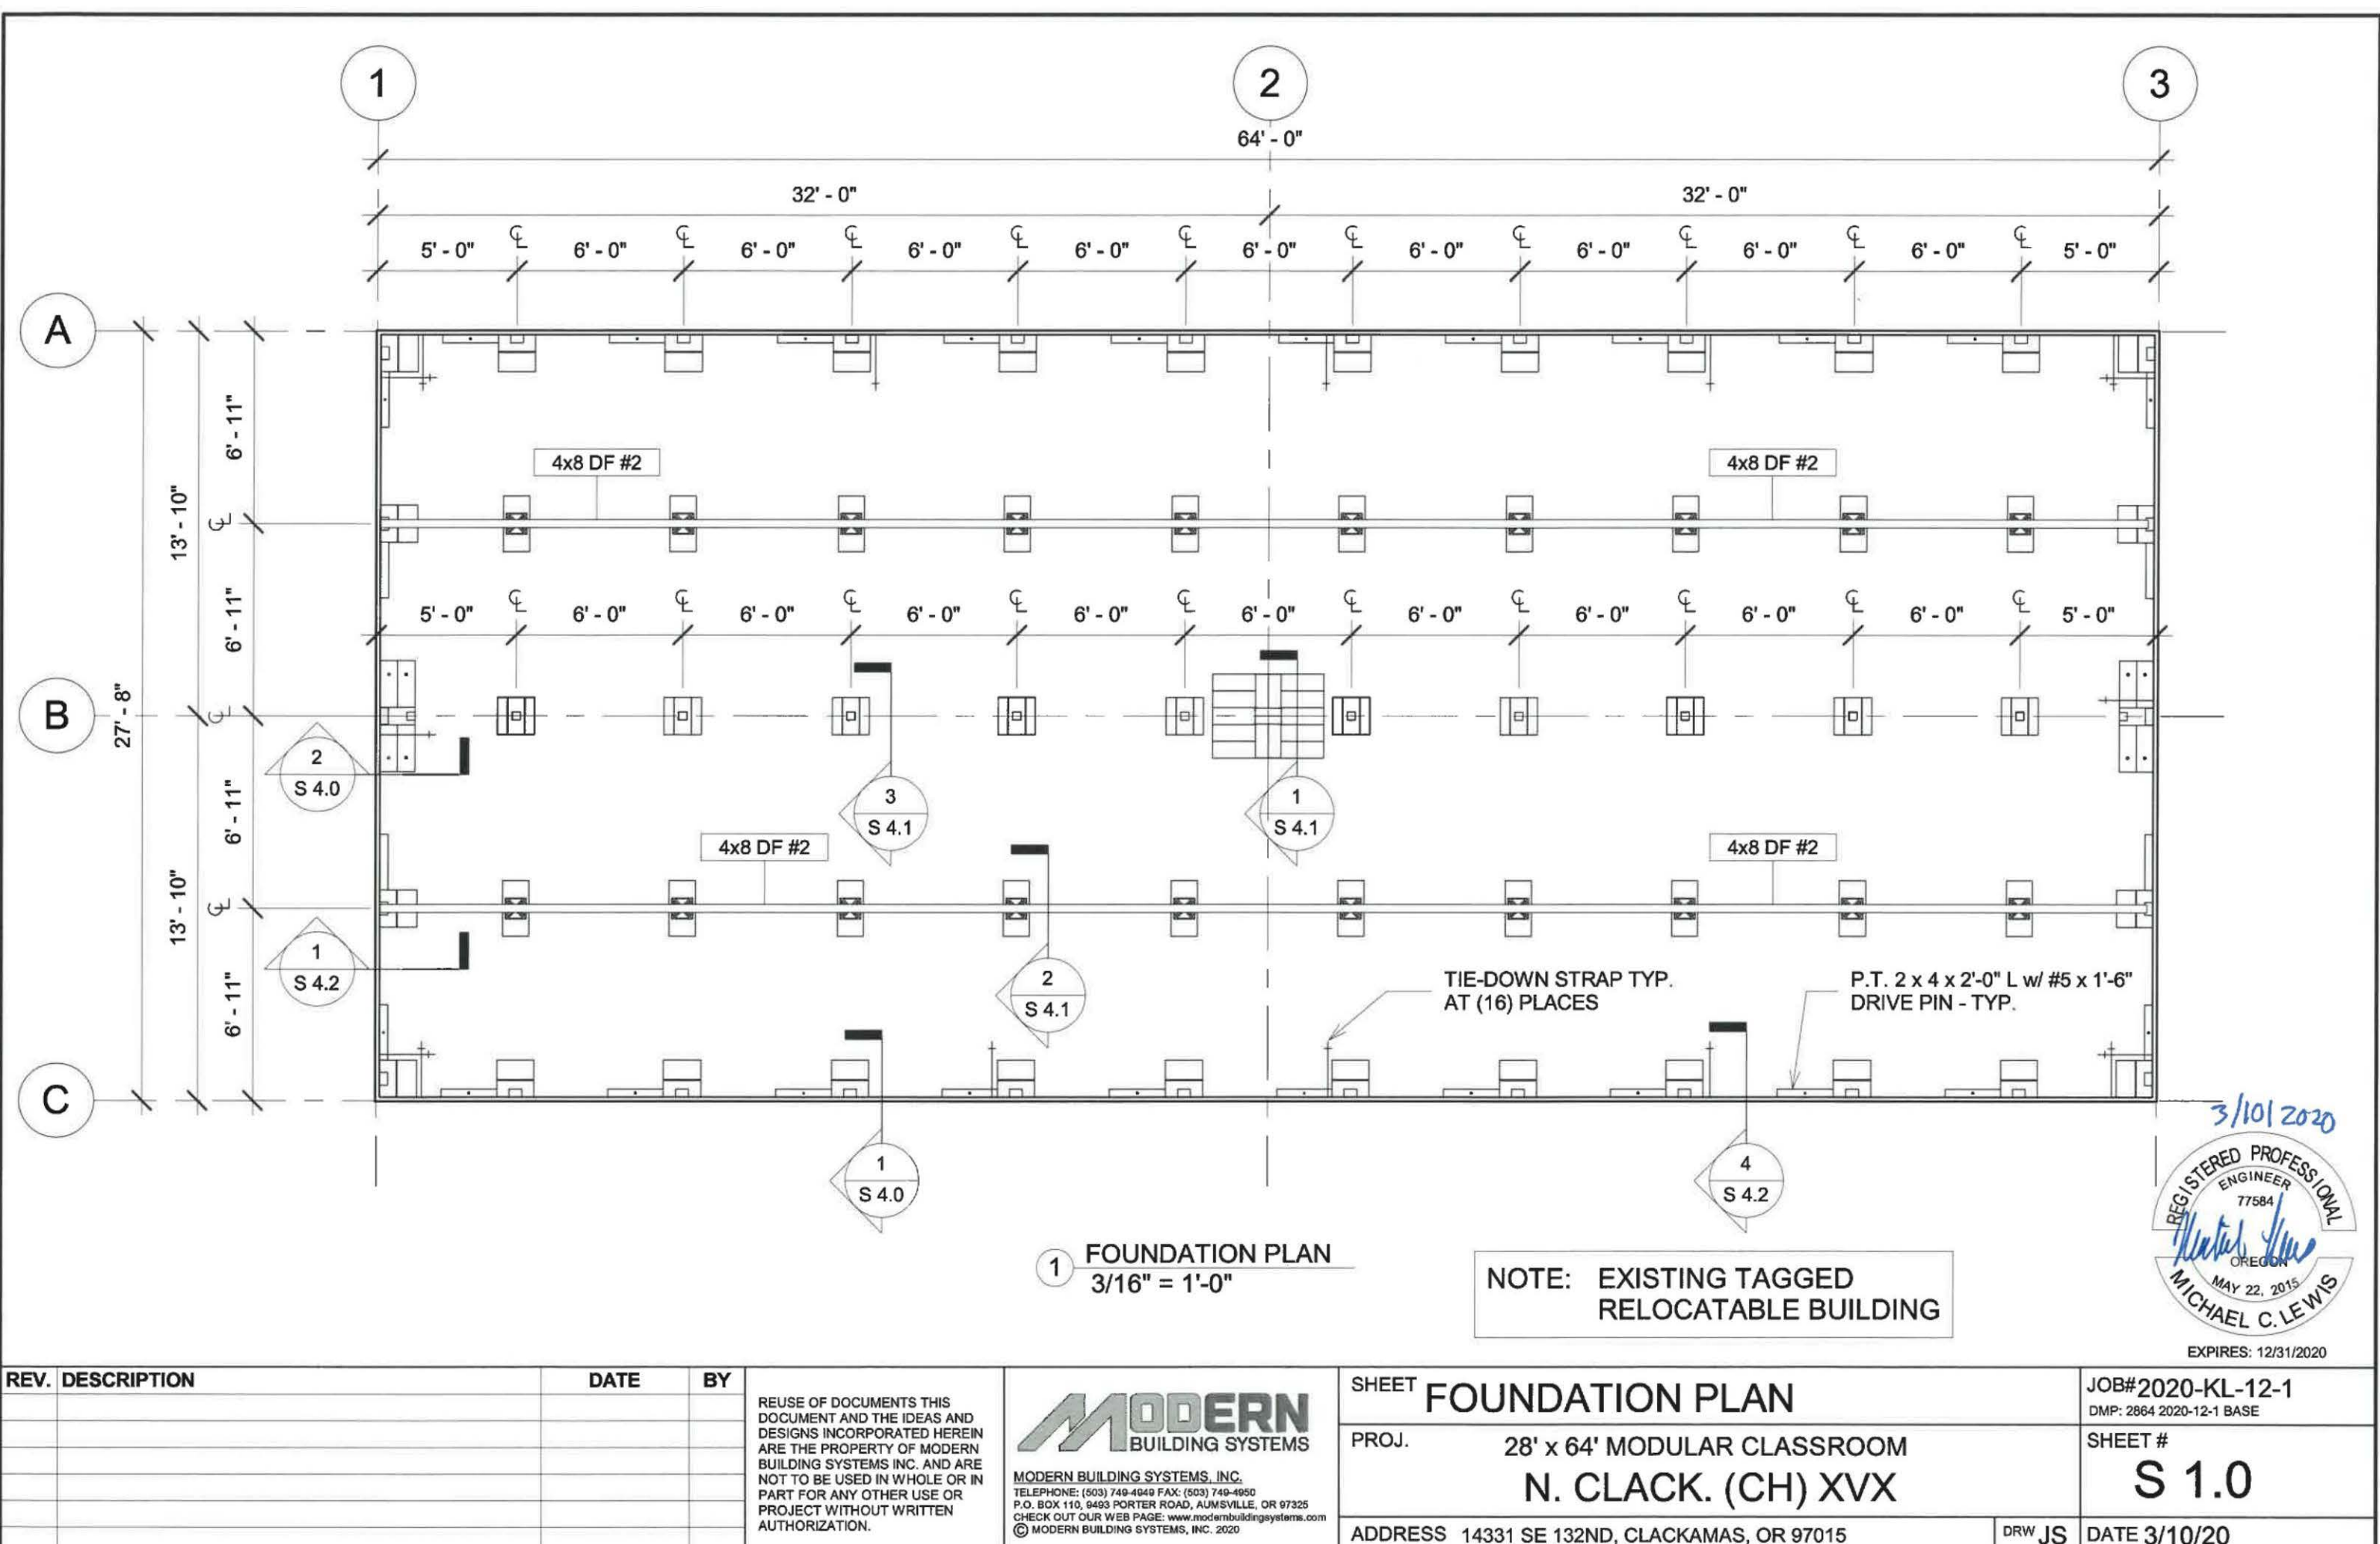 1
2
3
64' - 0"
32' - 0"
32' - 0"
5' - 0"
6' - 0"
6' - 0"
6' - 0"
6' - 0"
6' - 0"
6' - 0"
6' - 0"
6' - 0"
6' - 0"
5' - 0"
A
B
C
27' - 8"
13' - 10"
13' - 10"
6' - 11"
6' - 11"
6' - 11"
6' - 11"
4x8 DF #2
4x8 DF #2
5' - 0"
6' - 0"
6' - 0"
6' - 0"
6' - 0"
6' - 0"
6' - 0"
6' - 0"
6' - 0"
6' - 0"
5' - 0"
2
S 4.0
3
S 4.1
1
S 4.1
4x8 DF #2
4x8 DF #2
1
S 4.2
2
S 4.1
TIE-DOWN STRAP TYP.
AT (16) PLACES
P.T. 2 x 4 x 2'-0" L w/ #5 x 1'-6"
DRIVE PIN - TYP.
1
S 4.0
4
S 4.2
3/10/2020
REGISTERED PROFESSIONAL
ENGINEER
77584
OREGON
MAY 22, 2015
MICHAEL C. LEWIS
EXPIRES: 12/31/2020
1
FOUNDATION PLAN
3/16" = 1'-0"
NOTE: EXISTING TAGGED
RELOCATABLE BUILDING
REV. DESCRIPTION DATE BY
REUSE OF DOCUMENTS THIS
DOCUMENT AND THE IDEAS AND
DESIGNS INCORPORATED HEREIN
ARE THE PROPERTY OF MODERN
BUILDING SYSTEMS INC. AND ARE
NOT TO BE USED IN WHOLE OR IN
PART FOR ANY OTHER USE OR
PROJECT WITHOUT WRITTEN
AUTHORIZATION.
MODERN
BUILDING SYSTEMS
MODERN BUILDING SYSTEMS, INC.
TELEPHONE: (503) 749-4949 FAX: (503) 749-4950
P.O. BOX 110, 9493 PORTER ROAD, AUMSVILLE, OR 97325
CHECK OUT OUR WEB PAGE: www.modernbuildingsystems.com
© MODERN BUILDING SYSTEMS, INC. 2020
SHEET FOUNDATION PLAN
PROJ. 28' x 64' MODULAR CLASSROOM
N. CLACK. (CH) XVX
ADDRESS 14331 SE 132ND, CLACKAMAS, OR 97015
DRW JS
JOB# 2020-KL-12-1
DMP: 2864 2020-12-1 BASE
SHEET #
S 1.0
DATE 3/10/20